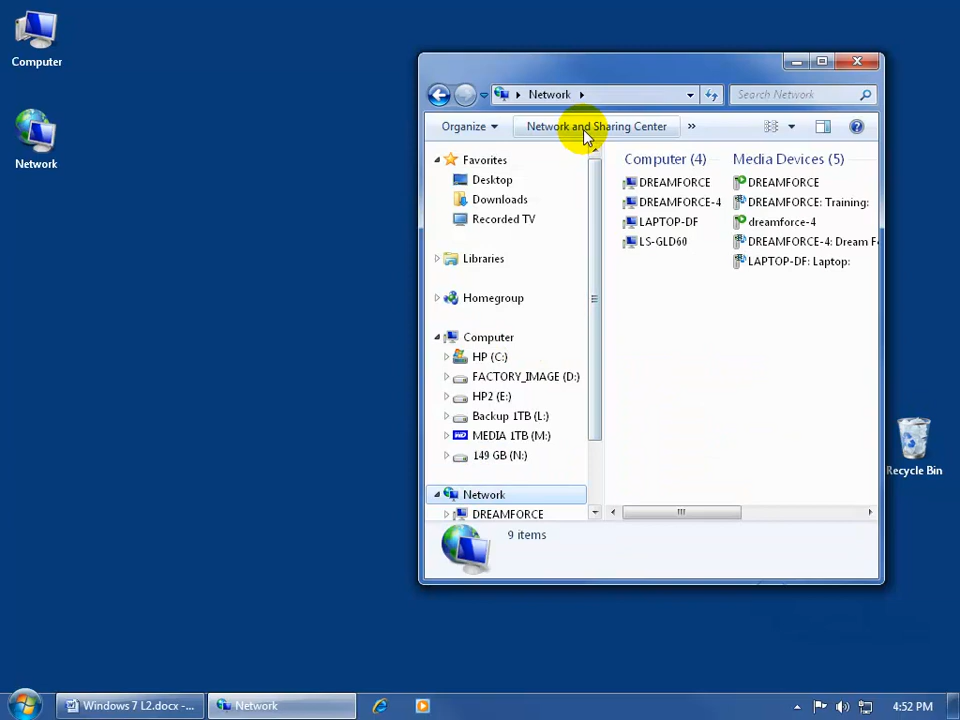 Computer
Network
Network
Search Network
Organize
Network and Sharing Center
»
Favorites
Desktop
Downloads
Recorded TV
Libraries
Homegroup
Computer
HP (C:)
FACTORY_IMAGE (D:)
HP2 (E:)
Backup 1TB (L:)
MEDIA 1TB (M:)
149 GB (N:)
Network
DREAMFORCE
Computer (4)
DREAMFORCE
DREAMFORCE-4
LAPTOP-DF
LS-GLD60
Media Devices (5)
DREAMFORCE
DREAMFORCE: Training:
dreamforce-4
DREAMFORCE-4: Dream F
LAPTOP-DF: Laptop:
9 items
Recycle Bin
Windows 7 L2.docx -...
Network
4:52 PM